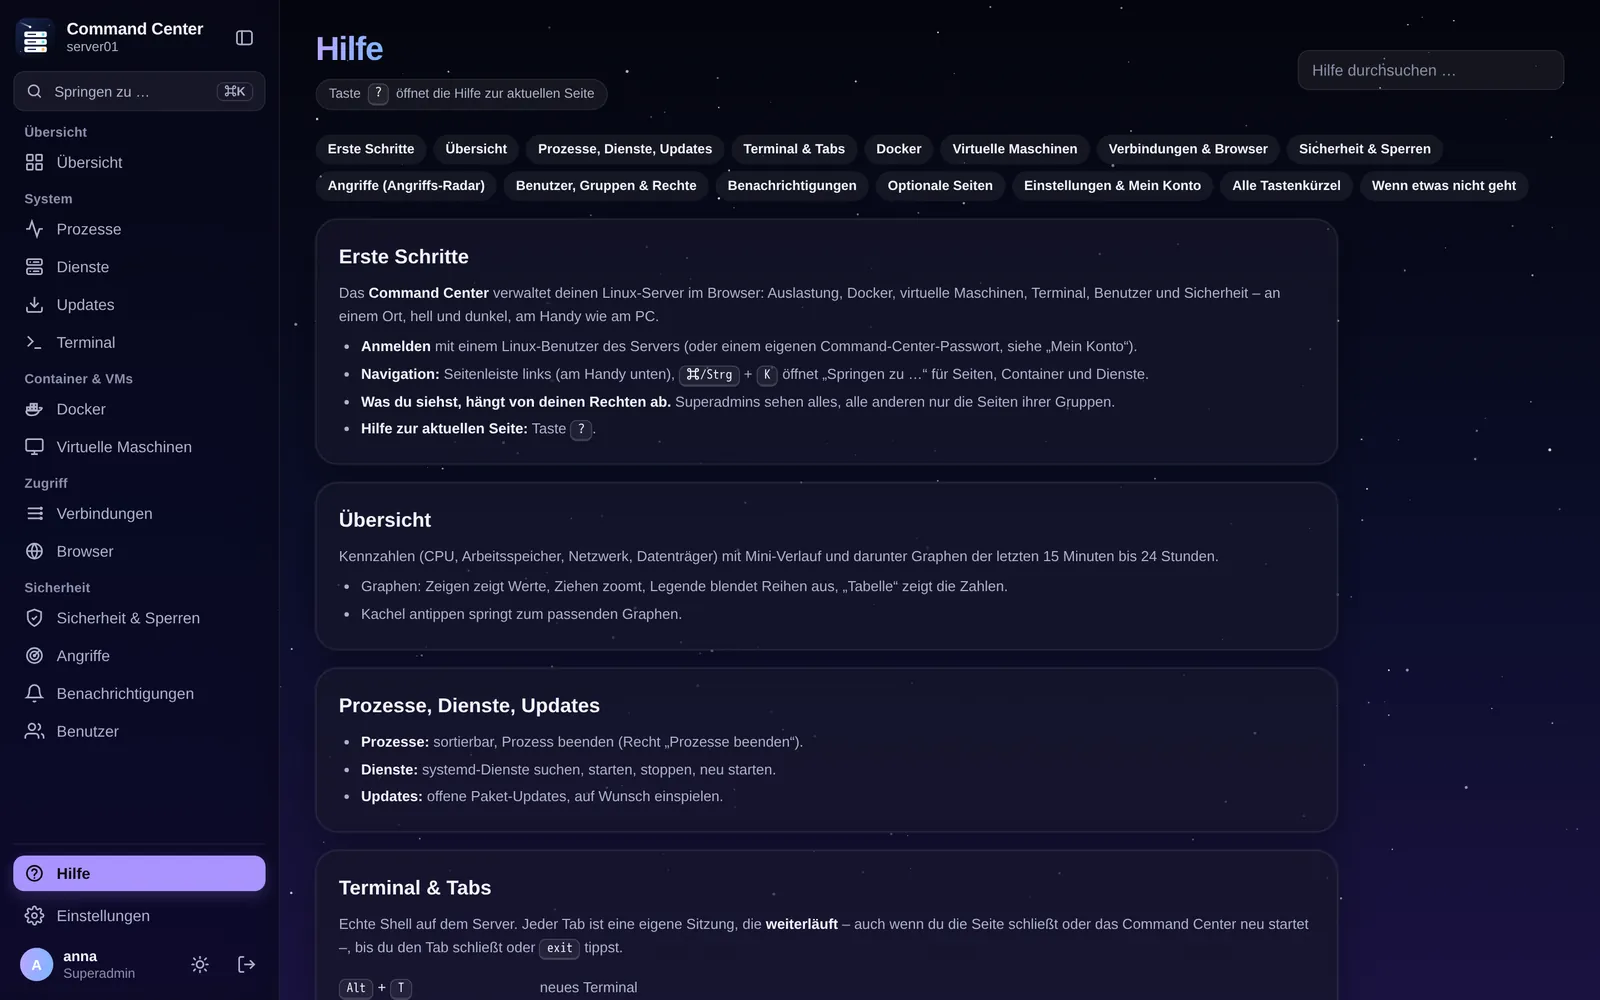 Command Center
server01
Springen zu … ⌘K
Übersicht
Übersicht
System
Prozesse
Dienste
Updates
Terminal
Container & VMs
Docker
Virtuelle Maschinen
Zugriff
Verbindungen
Browser
Sicherheit
Sicherheit & Sperren
Angriffe
Benachrichtigungen
Benutzer
Hilfe
Einstellungen
A anna
Superadmin
Hilfe
Taste ? öffnet die Hilfe zur aktuellen Seite
Hilfe durchsuchen …
Erste Schritte Übersicht Prozesse, Dienste, Updates Terminal & Tabs Docker Virtuelle Maschinen Verbindungen & Browser Sicherheit & Sperren
Angriffe (Angriffs-Radar) Benutzer, Gruppen & Rechte Benachrichtigungen Optionale Seiten Einstellungen & Mein Konto Alle Tastenkürzel Wenn etwas nicht geht
Erste Schritte
Das Command Center verwaltet deinen Linux-Server im Browser: Auslastung, Docker, virtuelle Maschinen, Terminal, Benutzer und Sicherheit – an
einem Ort, hell und dunkel, am Handy wie am PC.
• Anmelden mit einem Linux-Benutzer des Servers (oder einem eigenen Command-Center-Passwort, siehe „Mein Konto“).
• Navigation: Seitenleiste links (am Handy unten), ⌘/Strg + K öffnet „Springen zu …“ für Seiten, Container und Dienste.
• Was du siehst, hängt von deinen Rechten ab. Superadmins sehen alles, alle anderen nur die Seiten ihrer Gruppen.
• Hilfe zur aktuellen Seite: Taste ?.
Übersicht
Kennzahlen (CPU, Arbeitsspeicher, Netzwerk, Datenträger) mit Mini-Verlauf und darunter Graphen der letzten 15 Minuten bis 24 Stunden.
• Graphen: Zeigen zeigt Werte, Ziehen zoomt, Legende blendet Reihen aus, „Tabelle“ zeigt die Zahlen.
• Kachel antippen springt zum passenden Graphen.
Prozesse, Dienste, Updates
• Prozesse: sortierbar, Prozess beenden (Recht „Prozesse beenden“).
• Dienste: systemd-Dienste suchen, starten, stoppen, neu starten.
• Updates: offene Paket-Updates, auf Wunsch einspielen.
Terminal & Tabs
Echte Shell auf dem Server. Jeder Tab ist eine eigene Sitzung, die weiterläuft – auch wenn du die Seite schließt oder das Command Center neu startet
–, bis du den Tab schließt oder exit tippst.
Alt + T neues Terminal